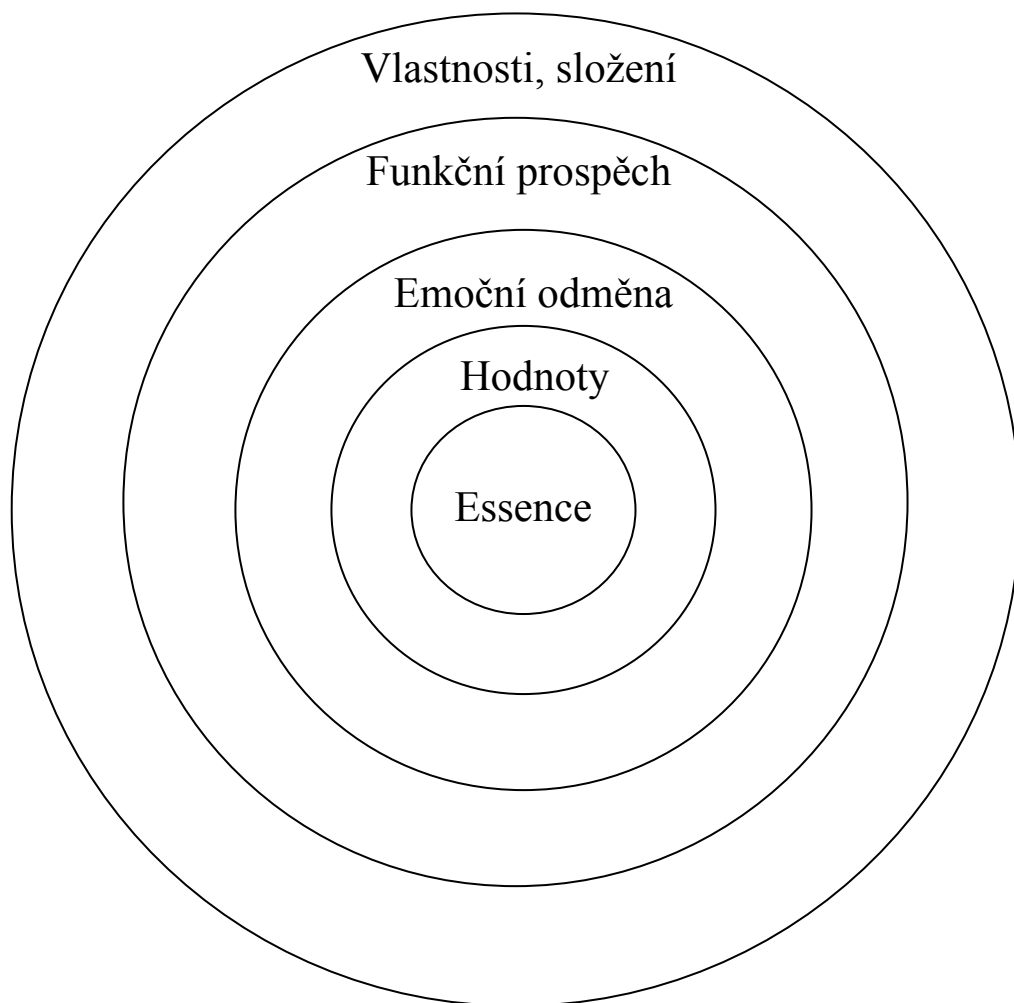 Vlastnosti, složení
Funkční prospěch
Emoční odměna
Hodnoty
Essence